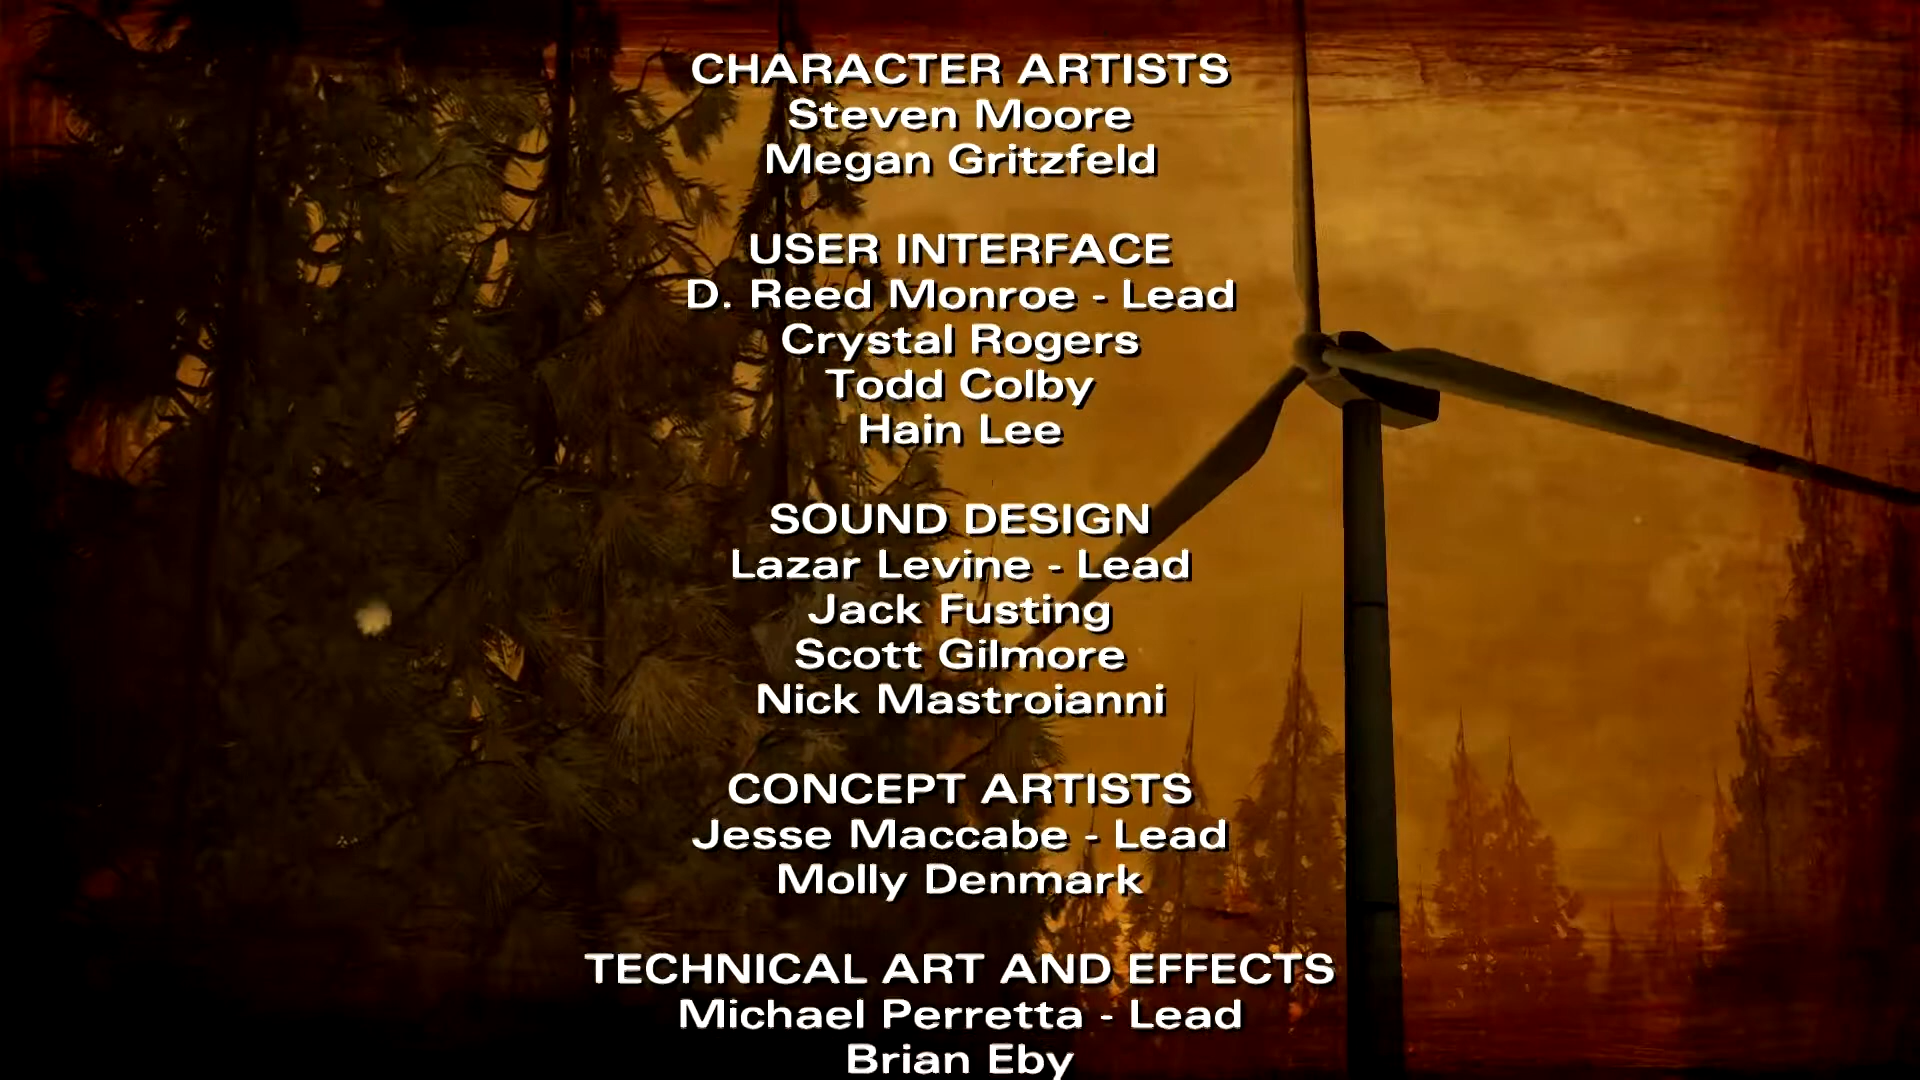 CHARACTER ARTISTS
Steven Moore
Megan Gritzfeld
USER INTERFACE
D. Reed Monroe - Lead
Crystal Rogers
Todd Colby
Hain Lee
SOUND DESIGN
Lazar Levine - Lead
Jack Fusting
Scott Gilmore
Nick Mastroianni
CONCEPT ARTISTS
Jesse Maccabe - Lead
Molly Denmark
TECHNICAL ART AND EFFECTS
Michael Perretta - Lead
Brian Eby